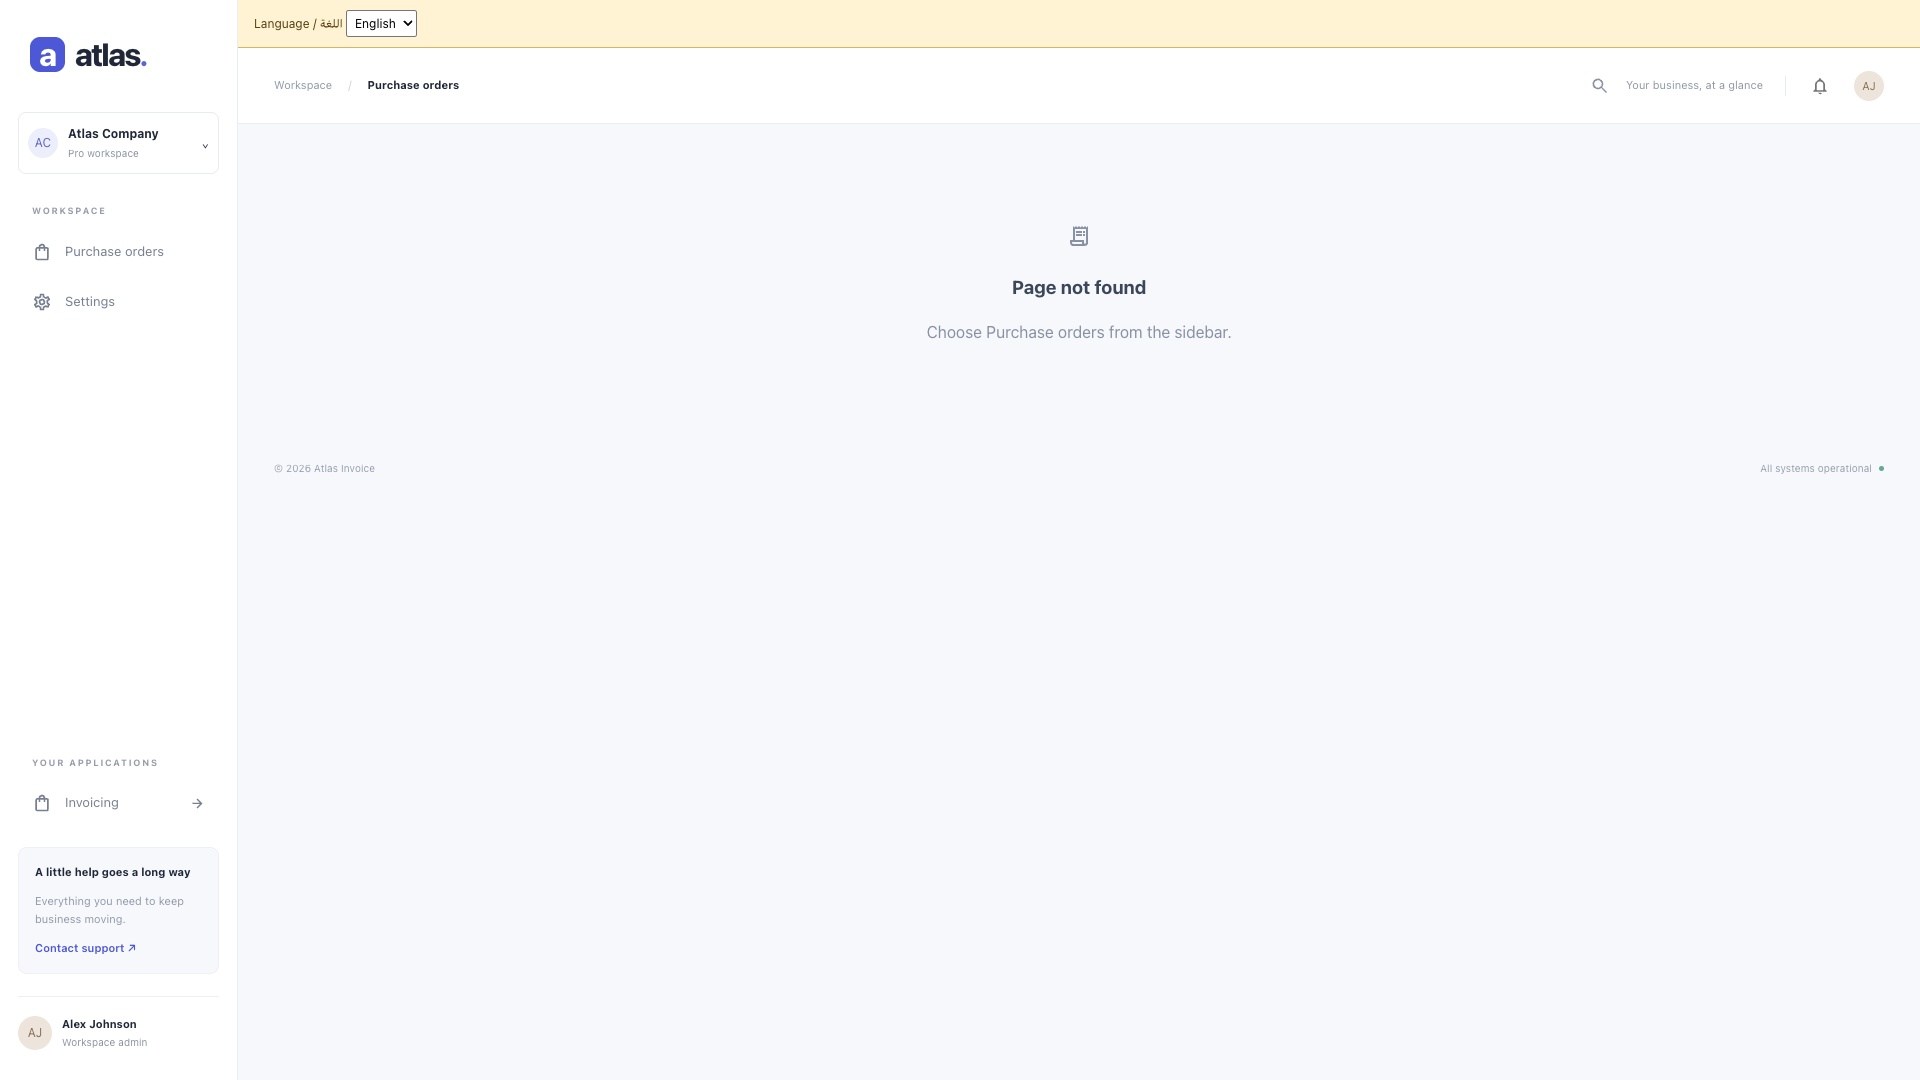 Language / اللغة English
a atlas.
AC Atlas Company
Pro workspace
WORKSPACE
Purchase orders
Settings
YOUR APPLICATIONS
Invoicing
A little help goes a long way
Everything you need to keep
business moving.
Contact support ↗
AJ Alex Johnson
Workspace admin
Workspace / Purchase orders
Your business, at a glance
AJ
Page not found
Choose Purchase orders from the sidebar.
© 2026 Atlas Invoice
All systems operational